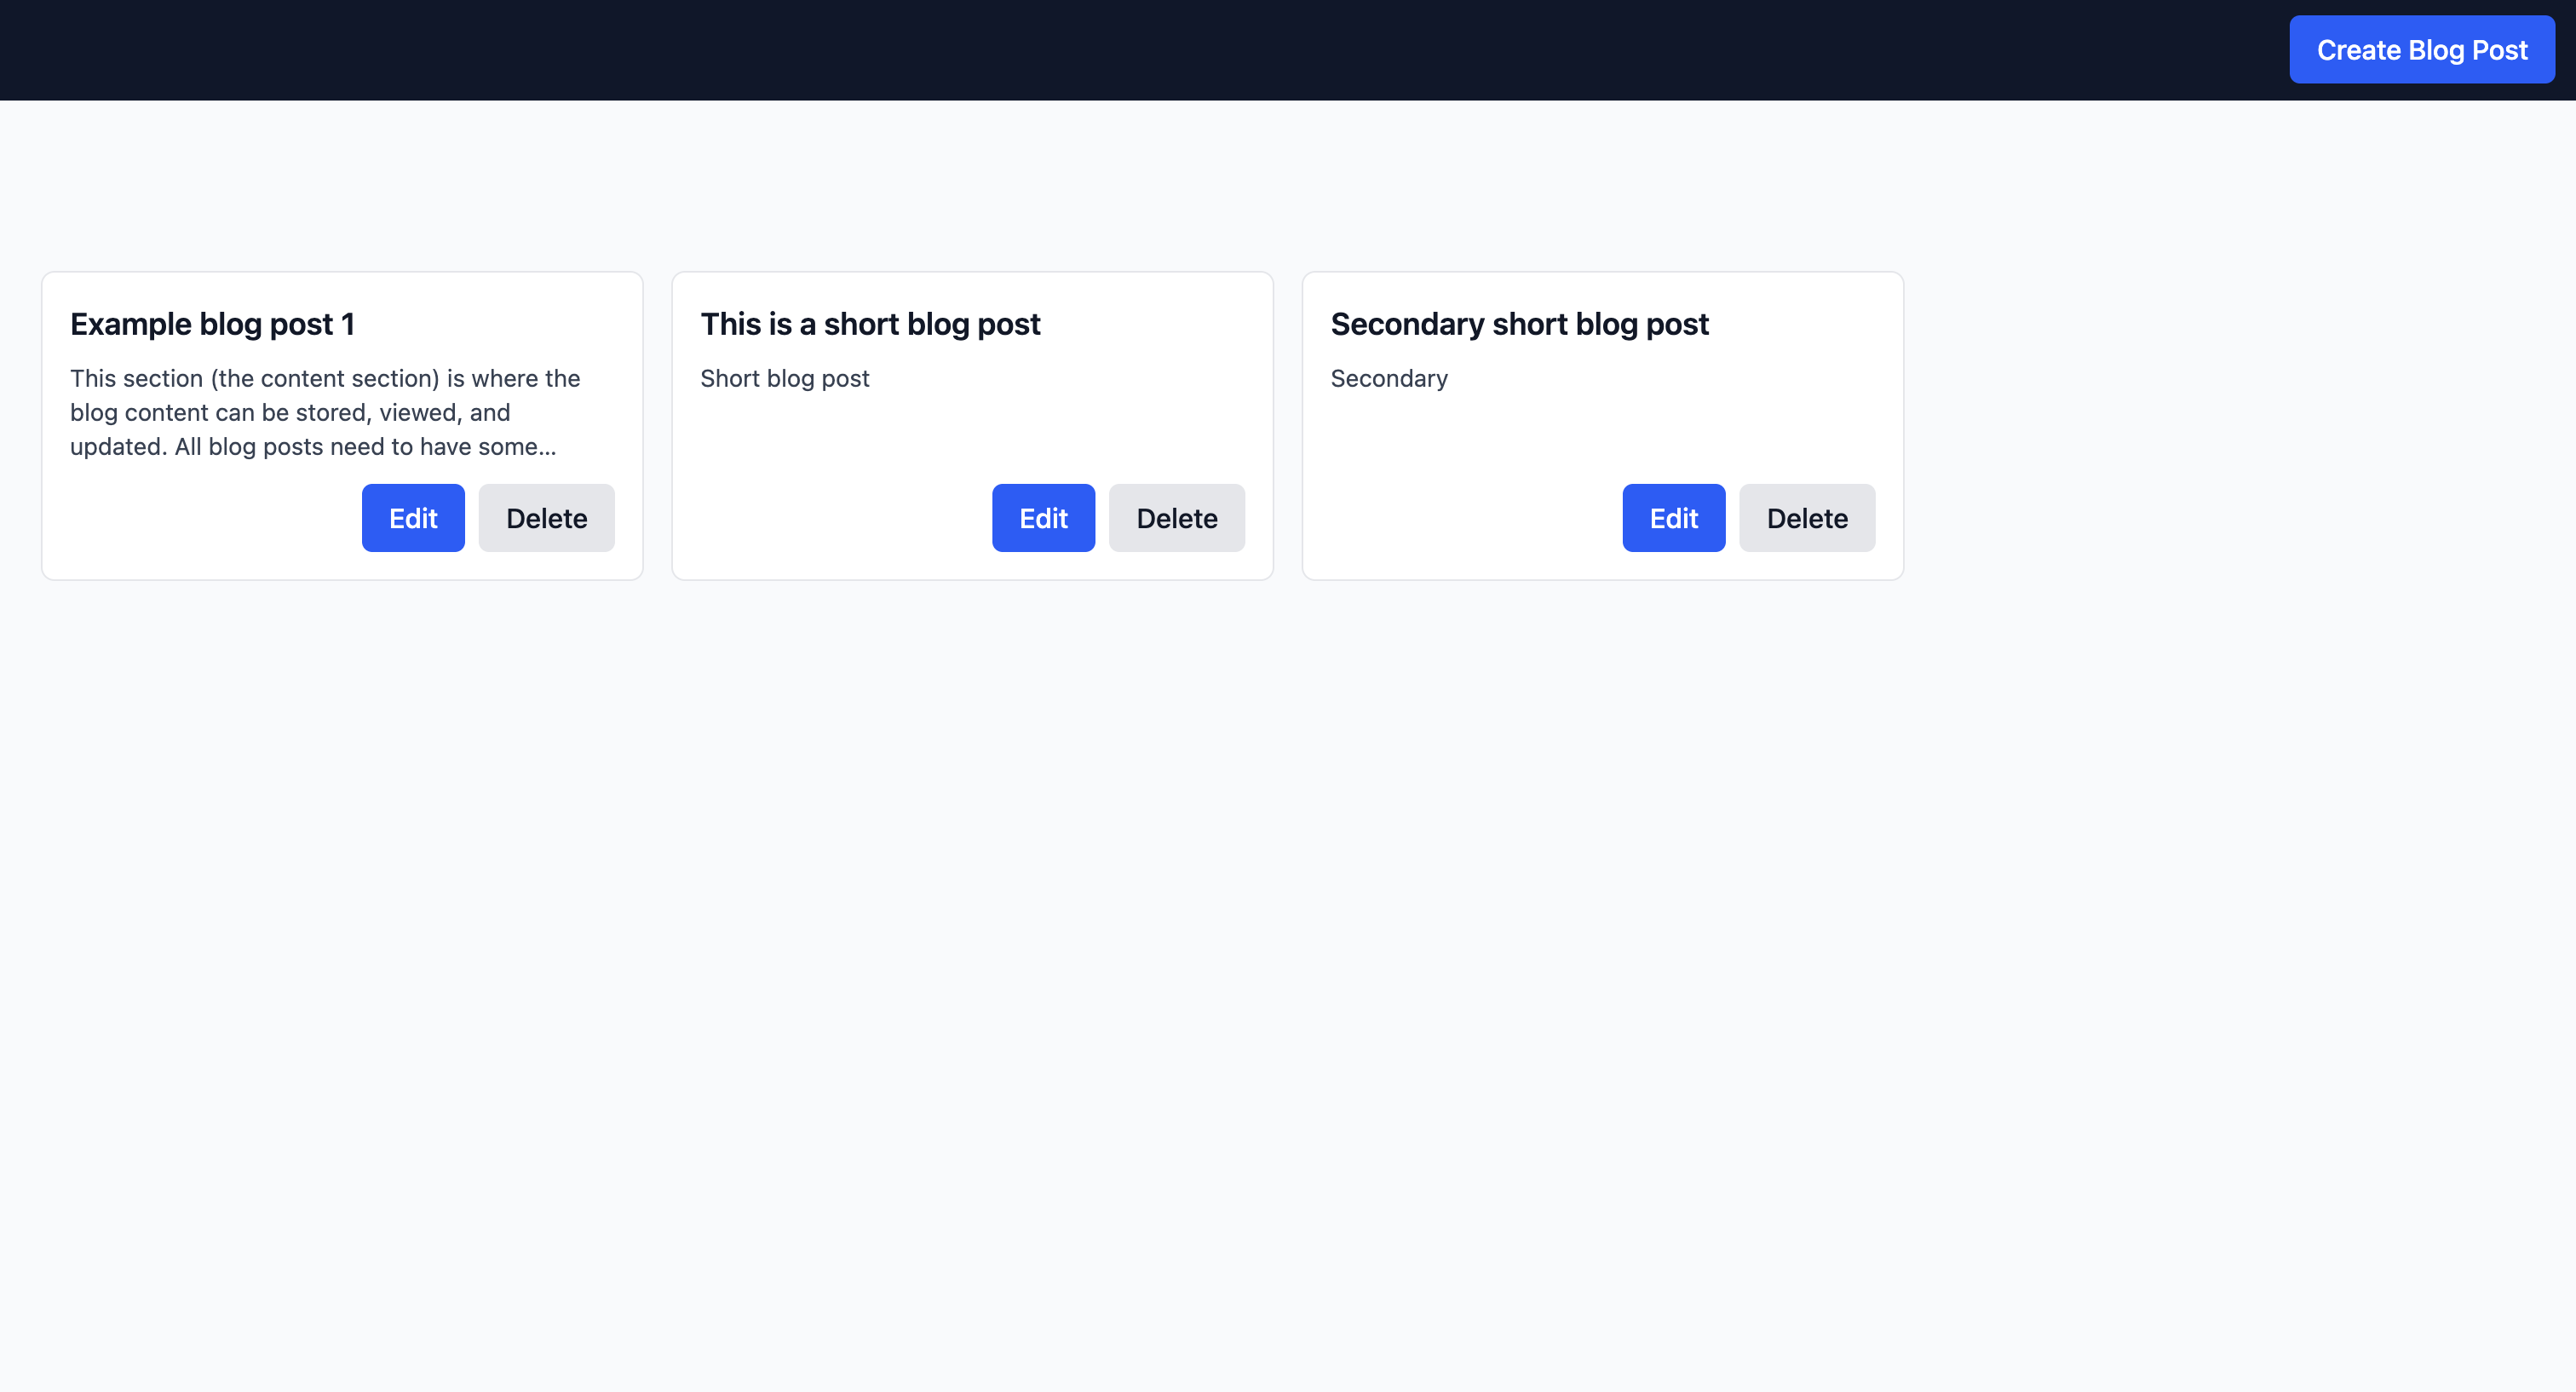 Create Blog Post
Example blog post 1
This section (the content section) is where the
blog content can be stored, viewed, and
updated. All blog posts need to have some...
Edit
Delete
This is a short blog post
Short blog post
Edit
Delete
Secondary short blog post
Secondary
Edit
Delete